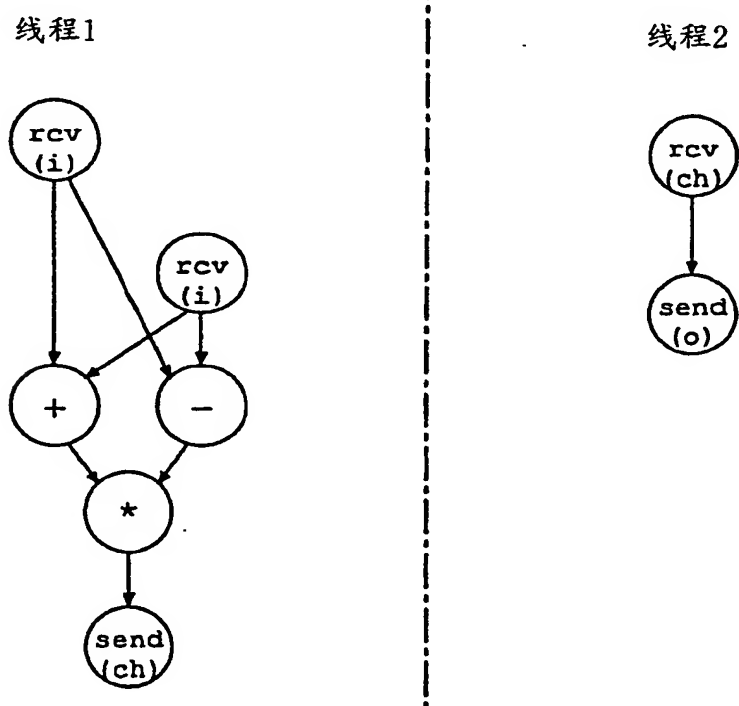 线程1
线程2
rcv
(i)
rcv
(i)
+
-
*
send
(ch)
rcv
(ch)
send
(o)